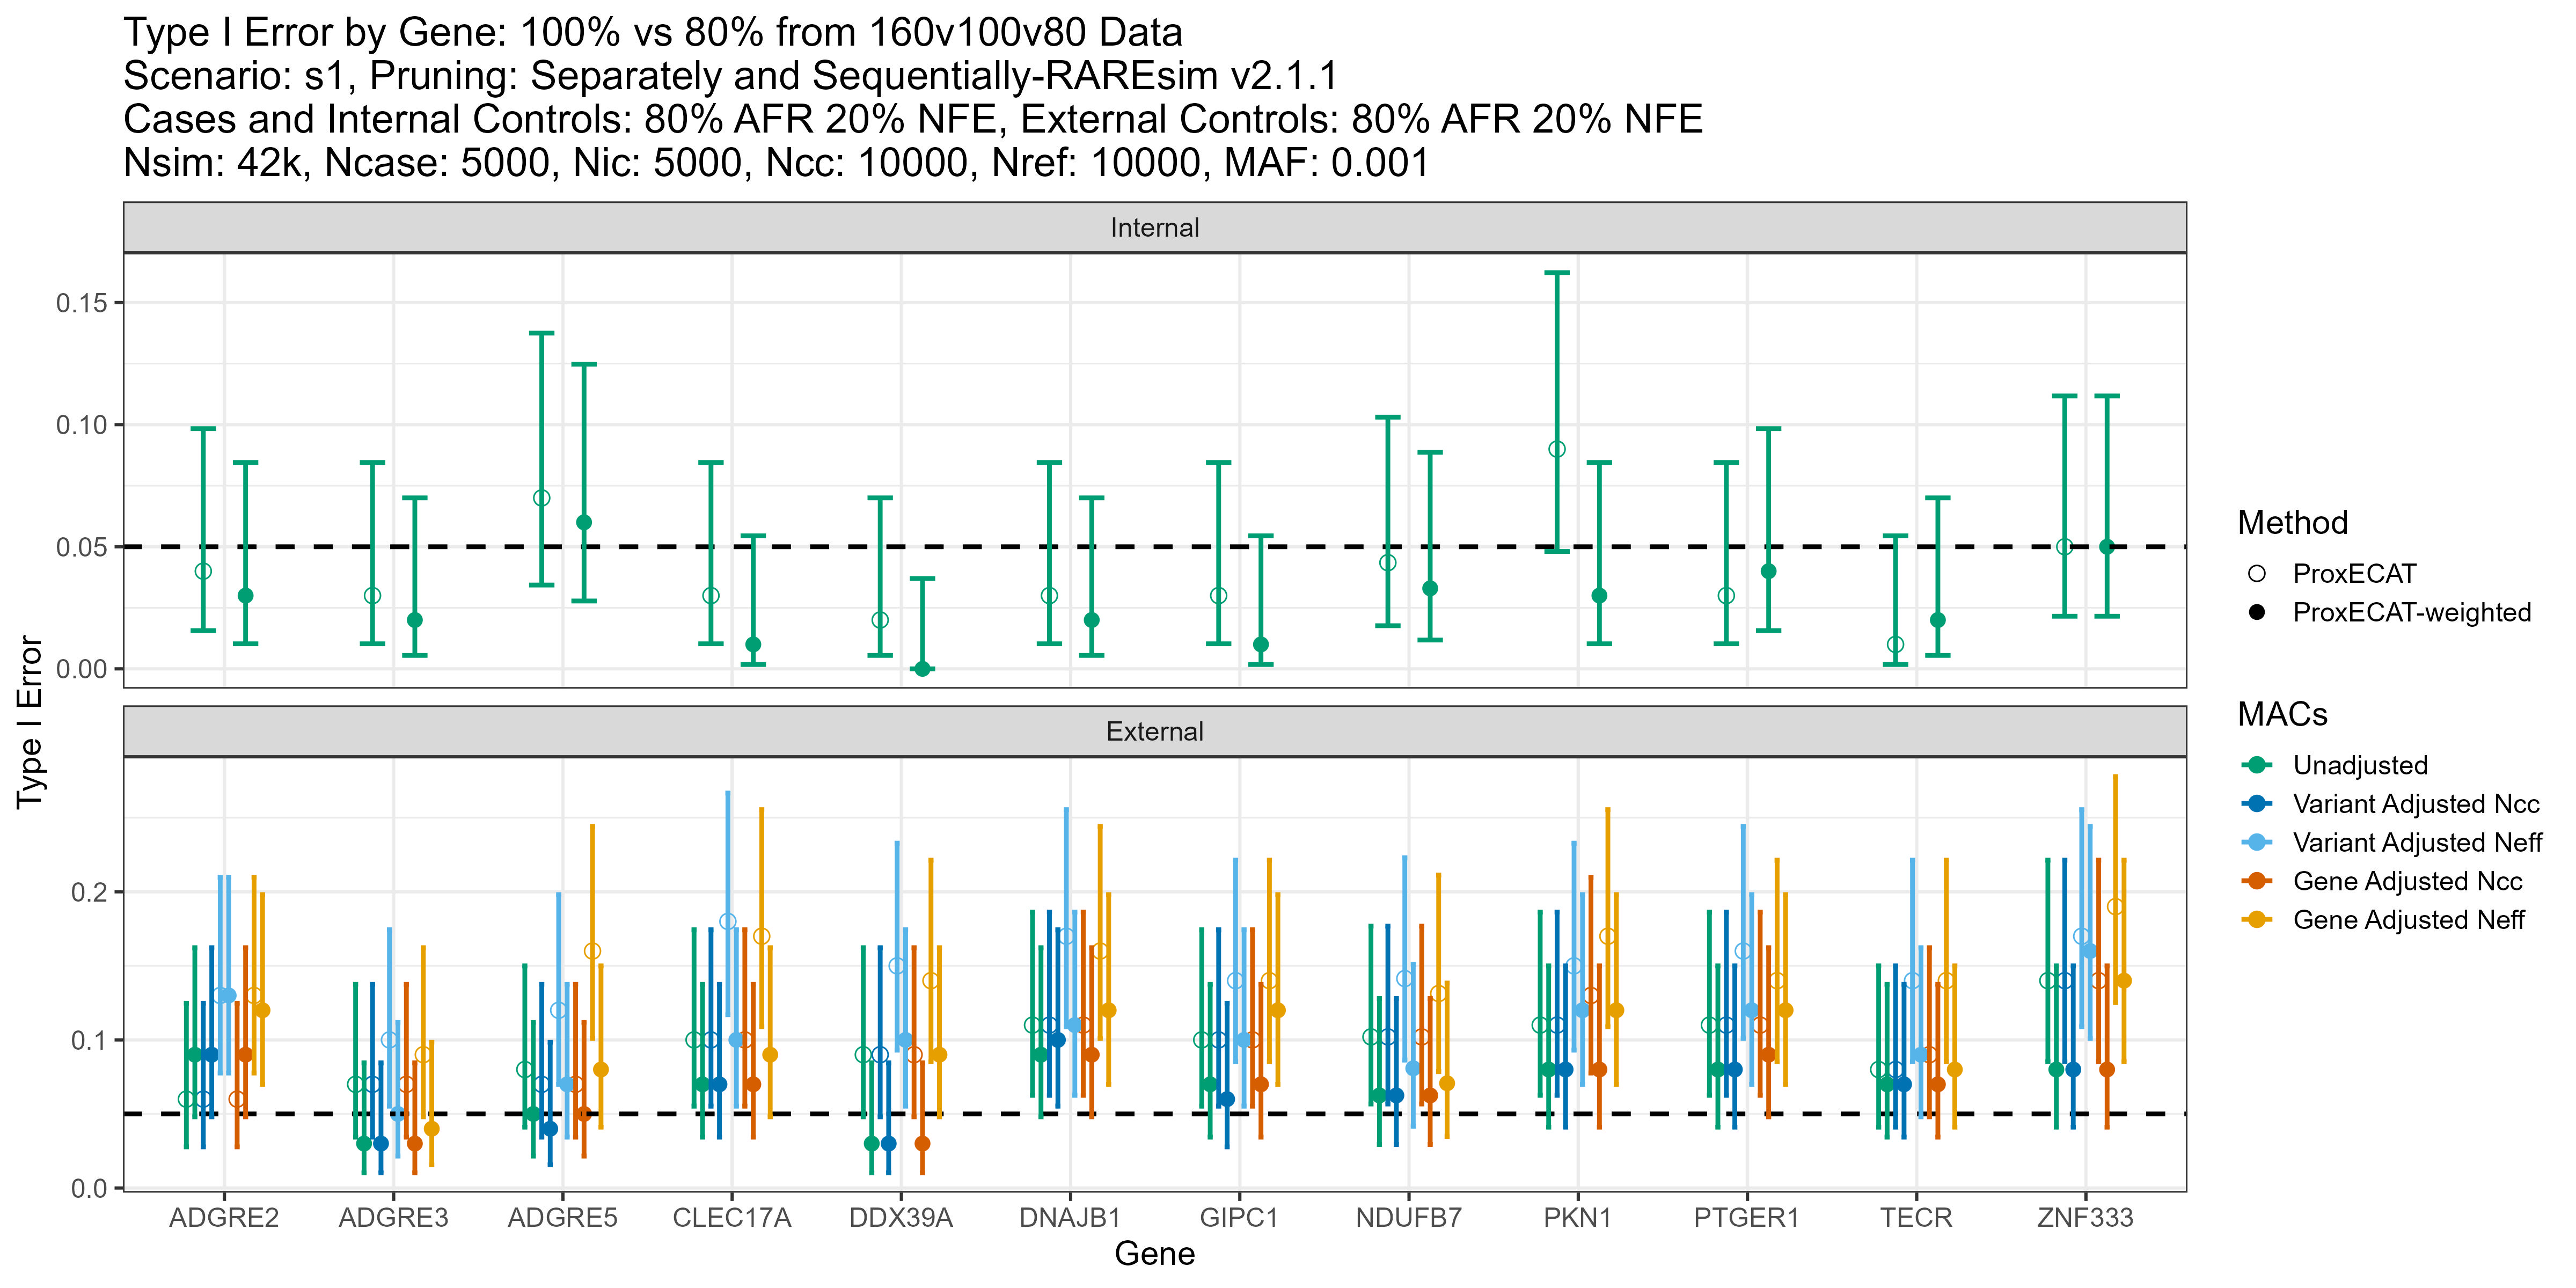 Type I Error by Gene: 100% vs 80% from 160v100v80 Data
Scenario: s1, Pruning: Separately and Sequentially-RAREsim v2.1.1
Cases and Internal Controls: 80% AFR 20% NFE, External Controls: 80% AFR 20% NFE
Nsim: 42k, Ncase: 5000, Nic: 5000, Ncc: 10000, Nref: 10000, MAF: 0.001
Internal
0.15
0.10
0.05
0.00
Type I Error
External
0.2
0.1
0.0
ADGRE2 ADGRE3 ADGRE5 CLEC17A DDX39A DNAJB1 GIPC1 NDUFB7 PKN1 PTGER1 TECR ZNF333
Gene
Method
ProxECAT
ProxECAT-weighted
MACs
Unadjusted
Variant Adjusted Ncc
Variant Adjusted Neff
Gene Adjusted Ncc
Gene Adjusted Neff